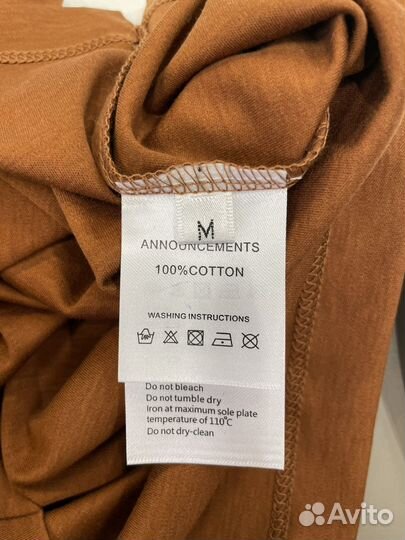 M
ANNOUNCEMENTS
100%COTTON
WASHING INSTRUCTIONS
Do not bleach
Do not tumble dry
Iron at maximum sole plate
temperature of 110℃
Do not dry-clean
Avito